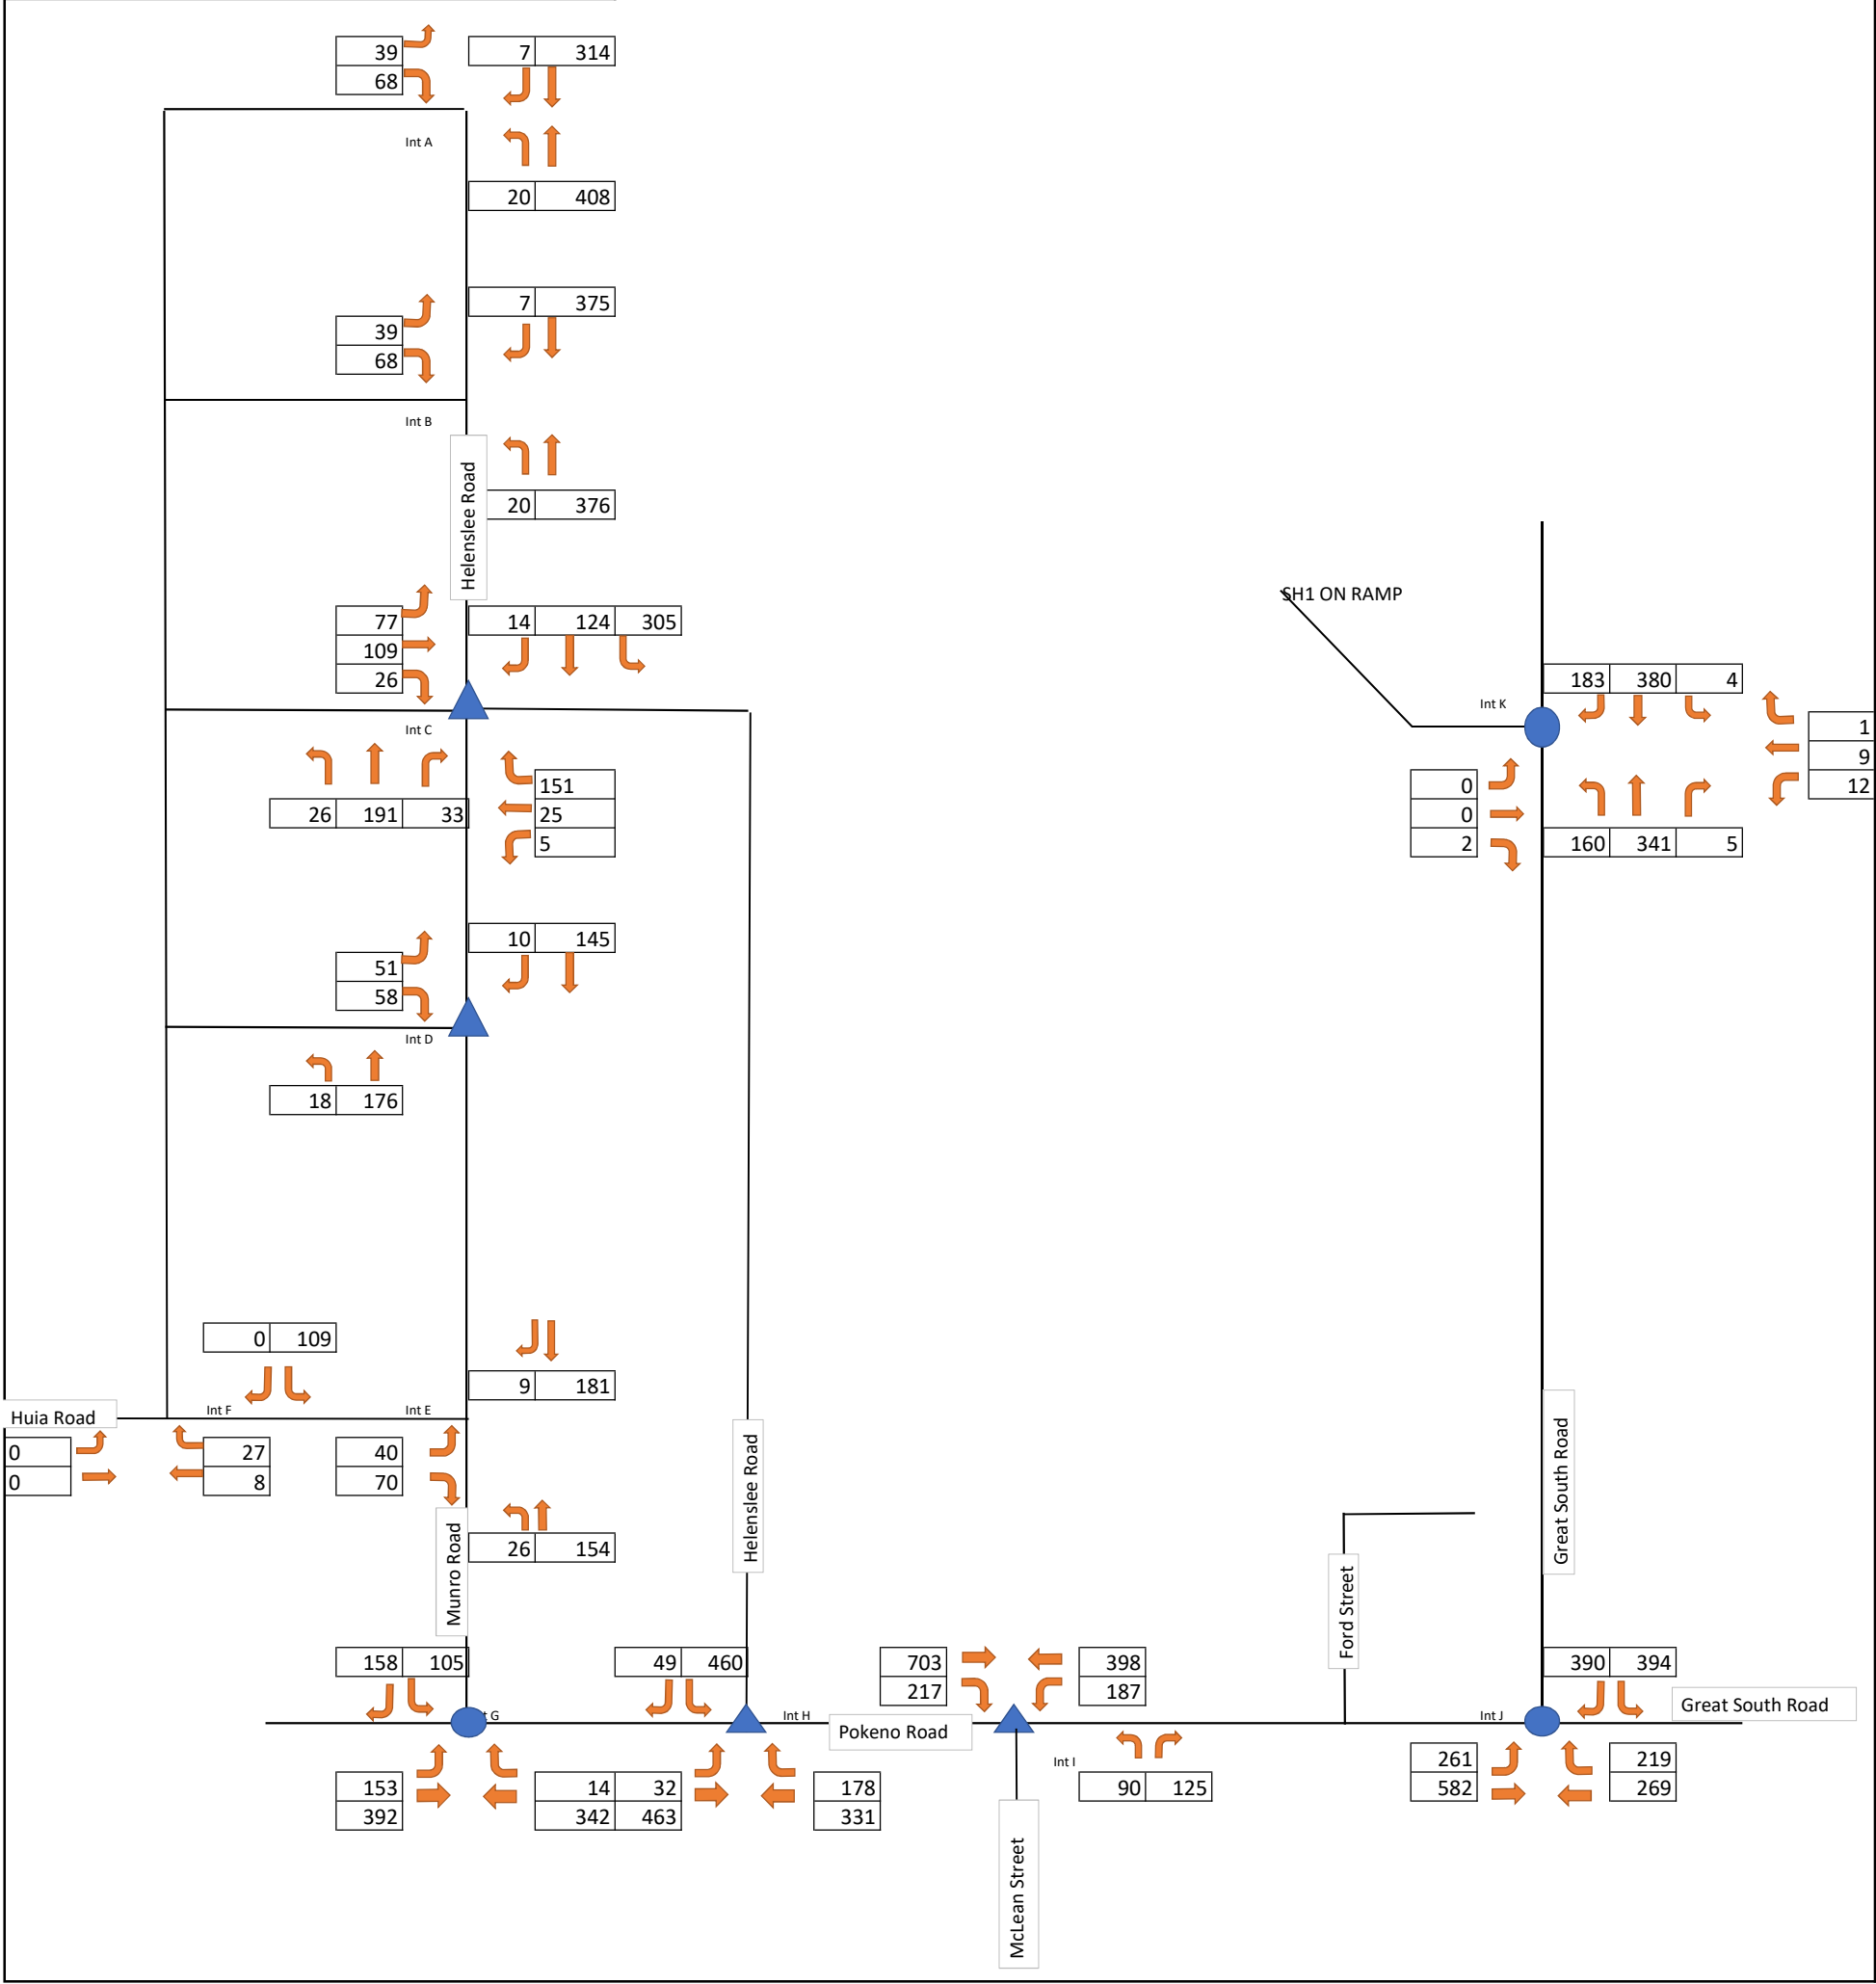 39
7 314
68
Int A
20 408
7 375
39
68
Int B
Helenslee Road
20 376
SH1 ON RAMP
77
14 124 305
109
26
183 380 4
Int K
1
9
12
Int C
151
25
5
26 191 33
0
0
2
160 341 5
10 145
51
58
Int D
18 176
0 109
9 181
Huia Road
Int F
Int E
0
0
27
8
40
70
Helenslee Road
Great South Road
Munro Road
26 154
Ford Street
158 105
49 460
703
217
398
187
390 394
Great South Road
t G
Int H
Pokeno Road
Int J
Int I
153
392
14 32
342 463
178
331
90 125
261
582
219
269
McLean Street